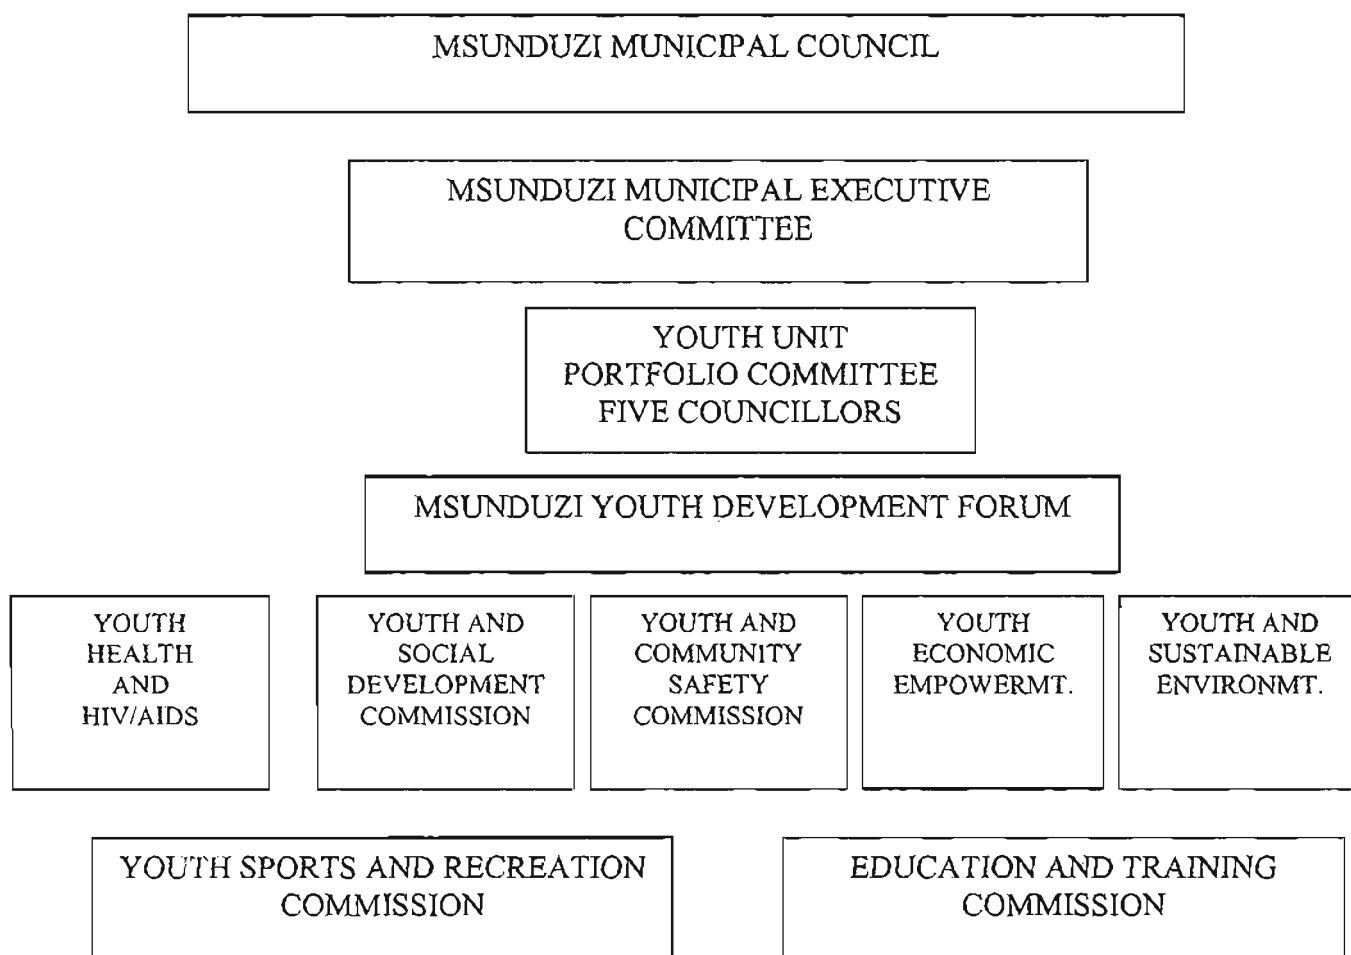 MSUNDUZI MUNICIPAL COUNCIL
MSUNDUZI MUNICIPAL EXECUTIVE
COMMITTEE
YOUTH UNIT
PORTFOLIO COMMITTEE
FIVE COUNCILLORS
MSUNDUZI YOUTH DEVELOPMENT FORUM
YOUTH
HEALTH
AND
HIV/AIDS
YOUTH AND
SOCIAL
DEVELOPMENT
COMMISSION
YOUTH AND
COMMUNITY
SAFETY
COMMISSION
YOUTH
ECONOMIC
EMPOWERMT.
YOUTH AND
SUSTAINABLE
ENVIRONMT.
YOUTH SPORTS AND RECREATION
COMMISSION
EDUCATION AND TRAINING
COMMISSION